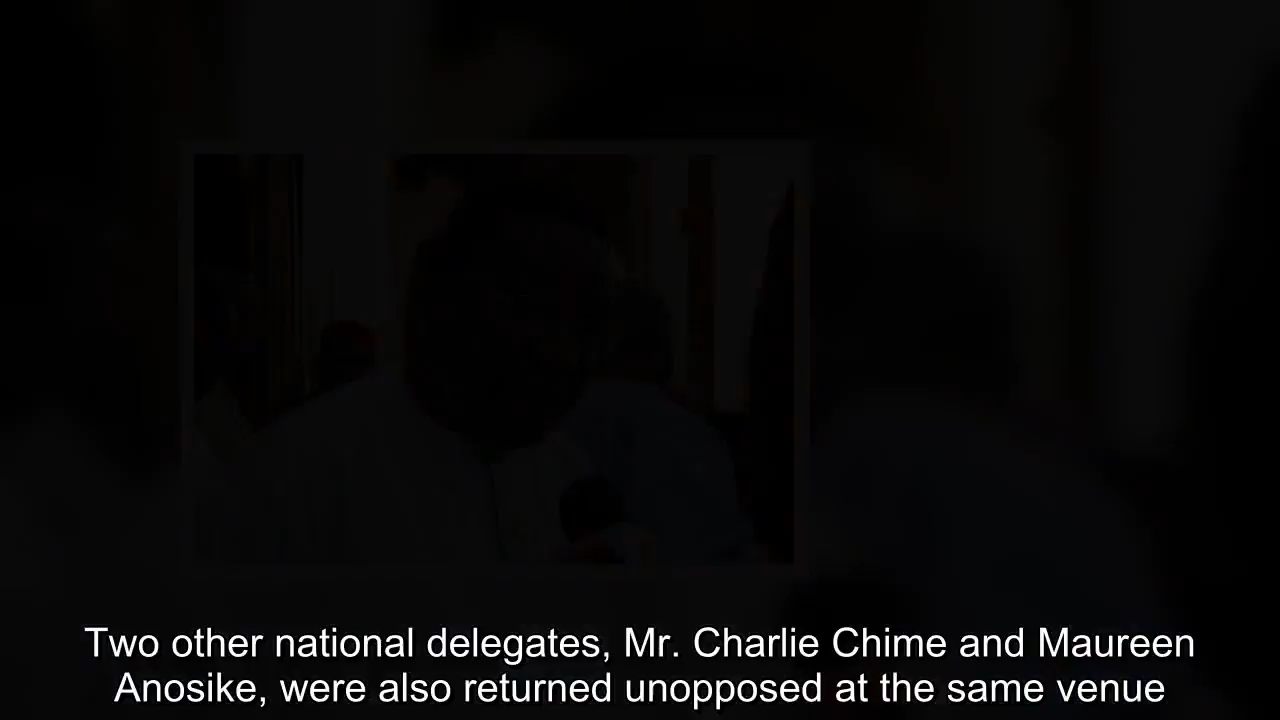 Two other national delegates, Mr. Charlie Chime and Maureen
Anosike, were also returned unopposed at the same venue